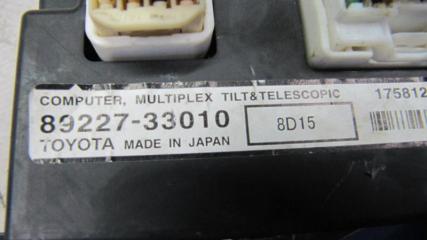 COMPUTER, MULTIPLEX TILT&TELESCOPIC 175812
89227-33010 8D15
TOYOTA MADE IN JAPAN